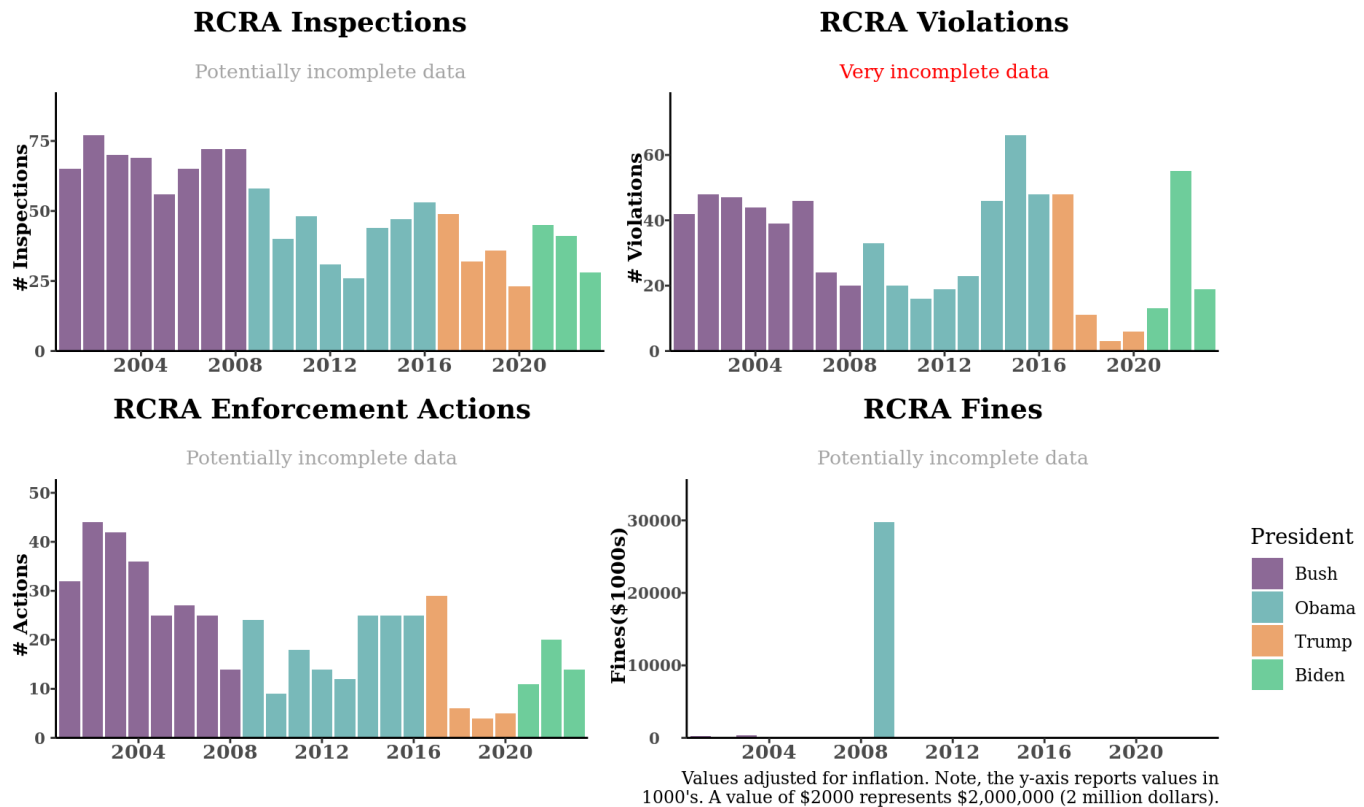 RCRA Inspections
Potentially incomplete data
# Inspections
75
50
25
0
2004 2008 2012 2016 2020
RCRA Violations
Very incomplete data
# Violations
60
40
20
0
2004 2008 2012 2016 2020
RCRA Enforcement Actions
Potentially incomplete data
# Actions
50
40
30
20
10
0
2004 2008 2012 2016 2020
RCRA Fines
Potentially incomplete data
Fines($1000s)
30000
20000
10000
0
2004 2008 2012 2016 2020
Values adjusted for inflation. Note, the y-axis reports values in
1000's. A value of $2000 represents $2,000,000 (2 million dollars).
President
Bush
Obama
Trump
Biden